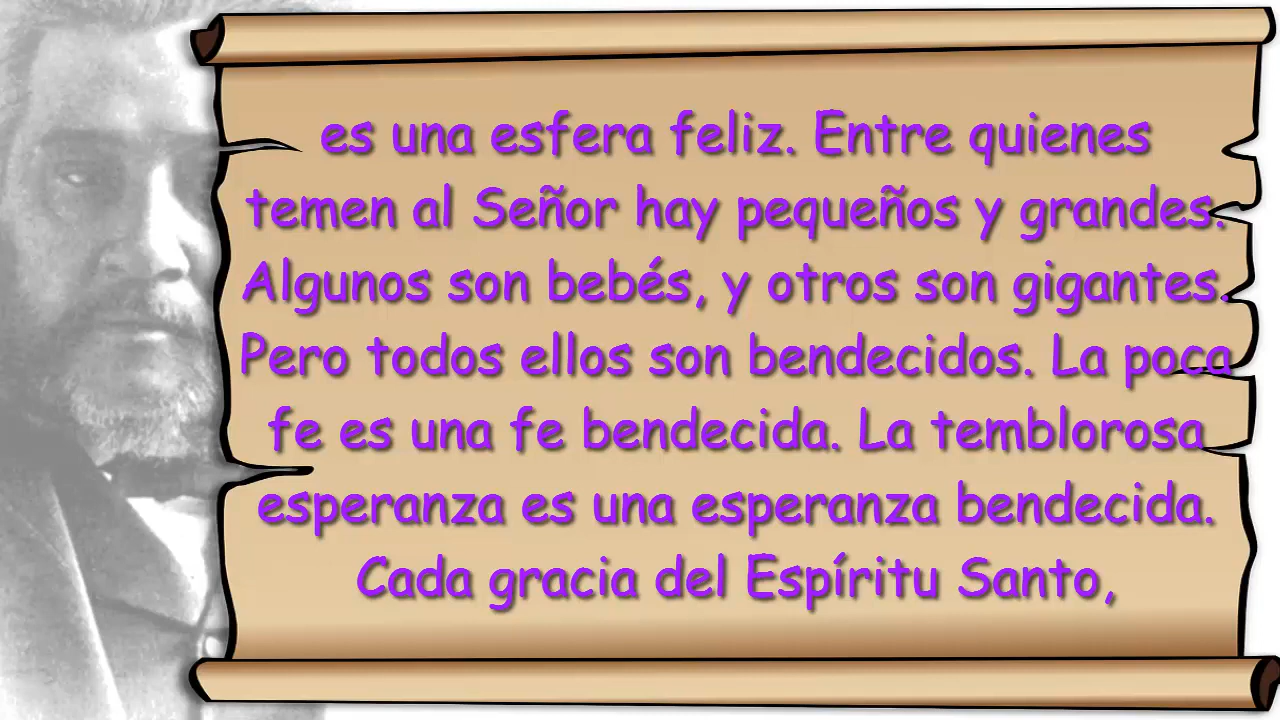 es una esfera feliz. Entre quienes
temen al Señor hay pequeños y grandes.
Algunos son bebés, y otros son gigantes.
Pero todos ellos son bendecidos. La poca
fe es una fe bendecida. La temblorosa
esperanza es una esperanza bendecida.
Cada gracia del Espíritu Santo,